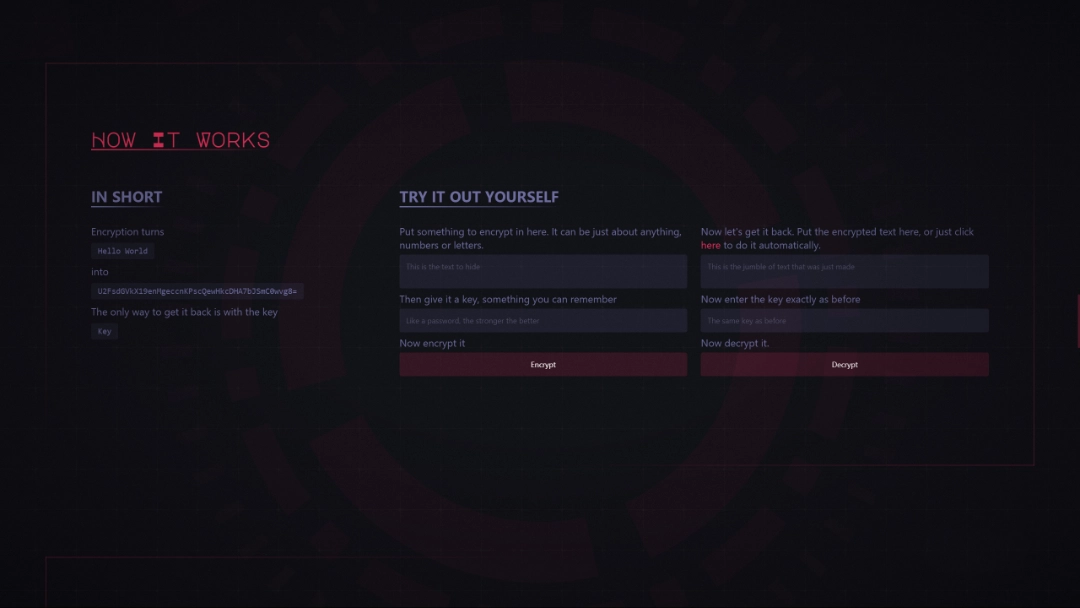 HOW IT WORKS
IN SHORT
Encryption turns
Hello World
into
The only way to get it back is with the key
Key
TRY IT OUT YOURSELF
Put something to encrypt in here. It can be just about anything,
numbers or letters.
This is the text to hide
Then give it a key, something you can remember
Like a password, the stronger the better
Now encrypt it
Encrypt
Now let's get it back. Put the encrypted text here, or just click
here to do it automatically.
This is the jumble of text that was just made
Now enter the key exactly as before
The same key as before
Now decrypt it.
Decrypt